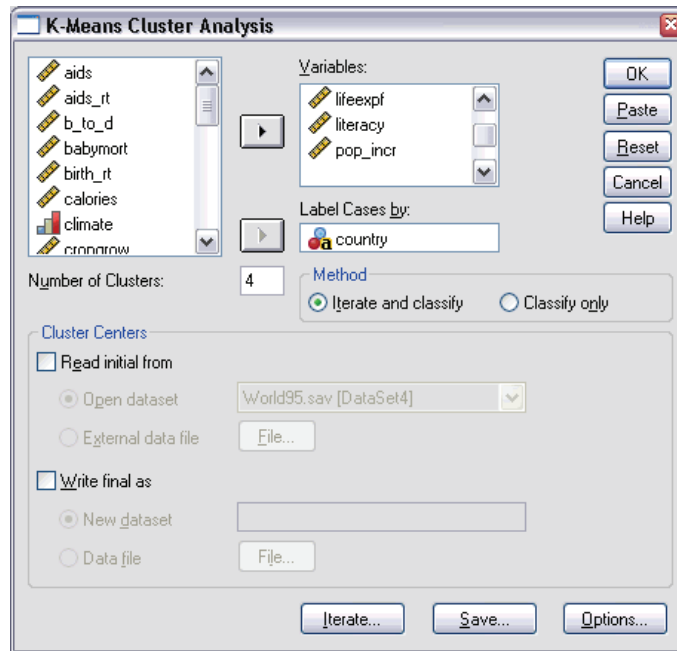 K-Means Cluster Analysis
aids
aids_rt
b_to_d
babymort
birth_rt
calories
climate
cropgrow
Variables:
lifeexpf
literacy
pop_incr
Label Cases by:
country
OK
Paste
Reset
Cancel
Help
Number of Clusters:
4
Method
Iterate and classify
Classify only
Cluster Centers
Read initial from
Open dataset
World95.sav [DataSet4]
External data file
File...
Write final as
New dataset
Data file
File...
Iterate...
Save...
Options...